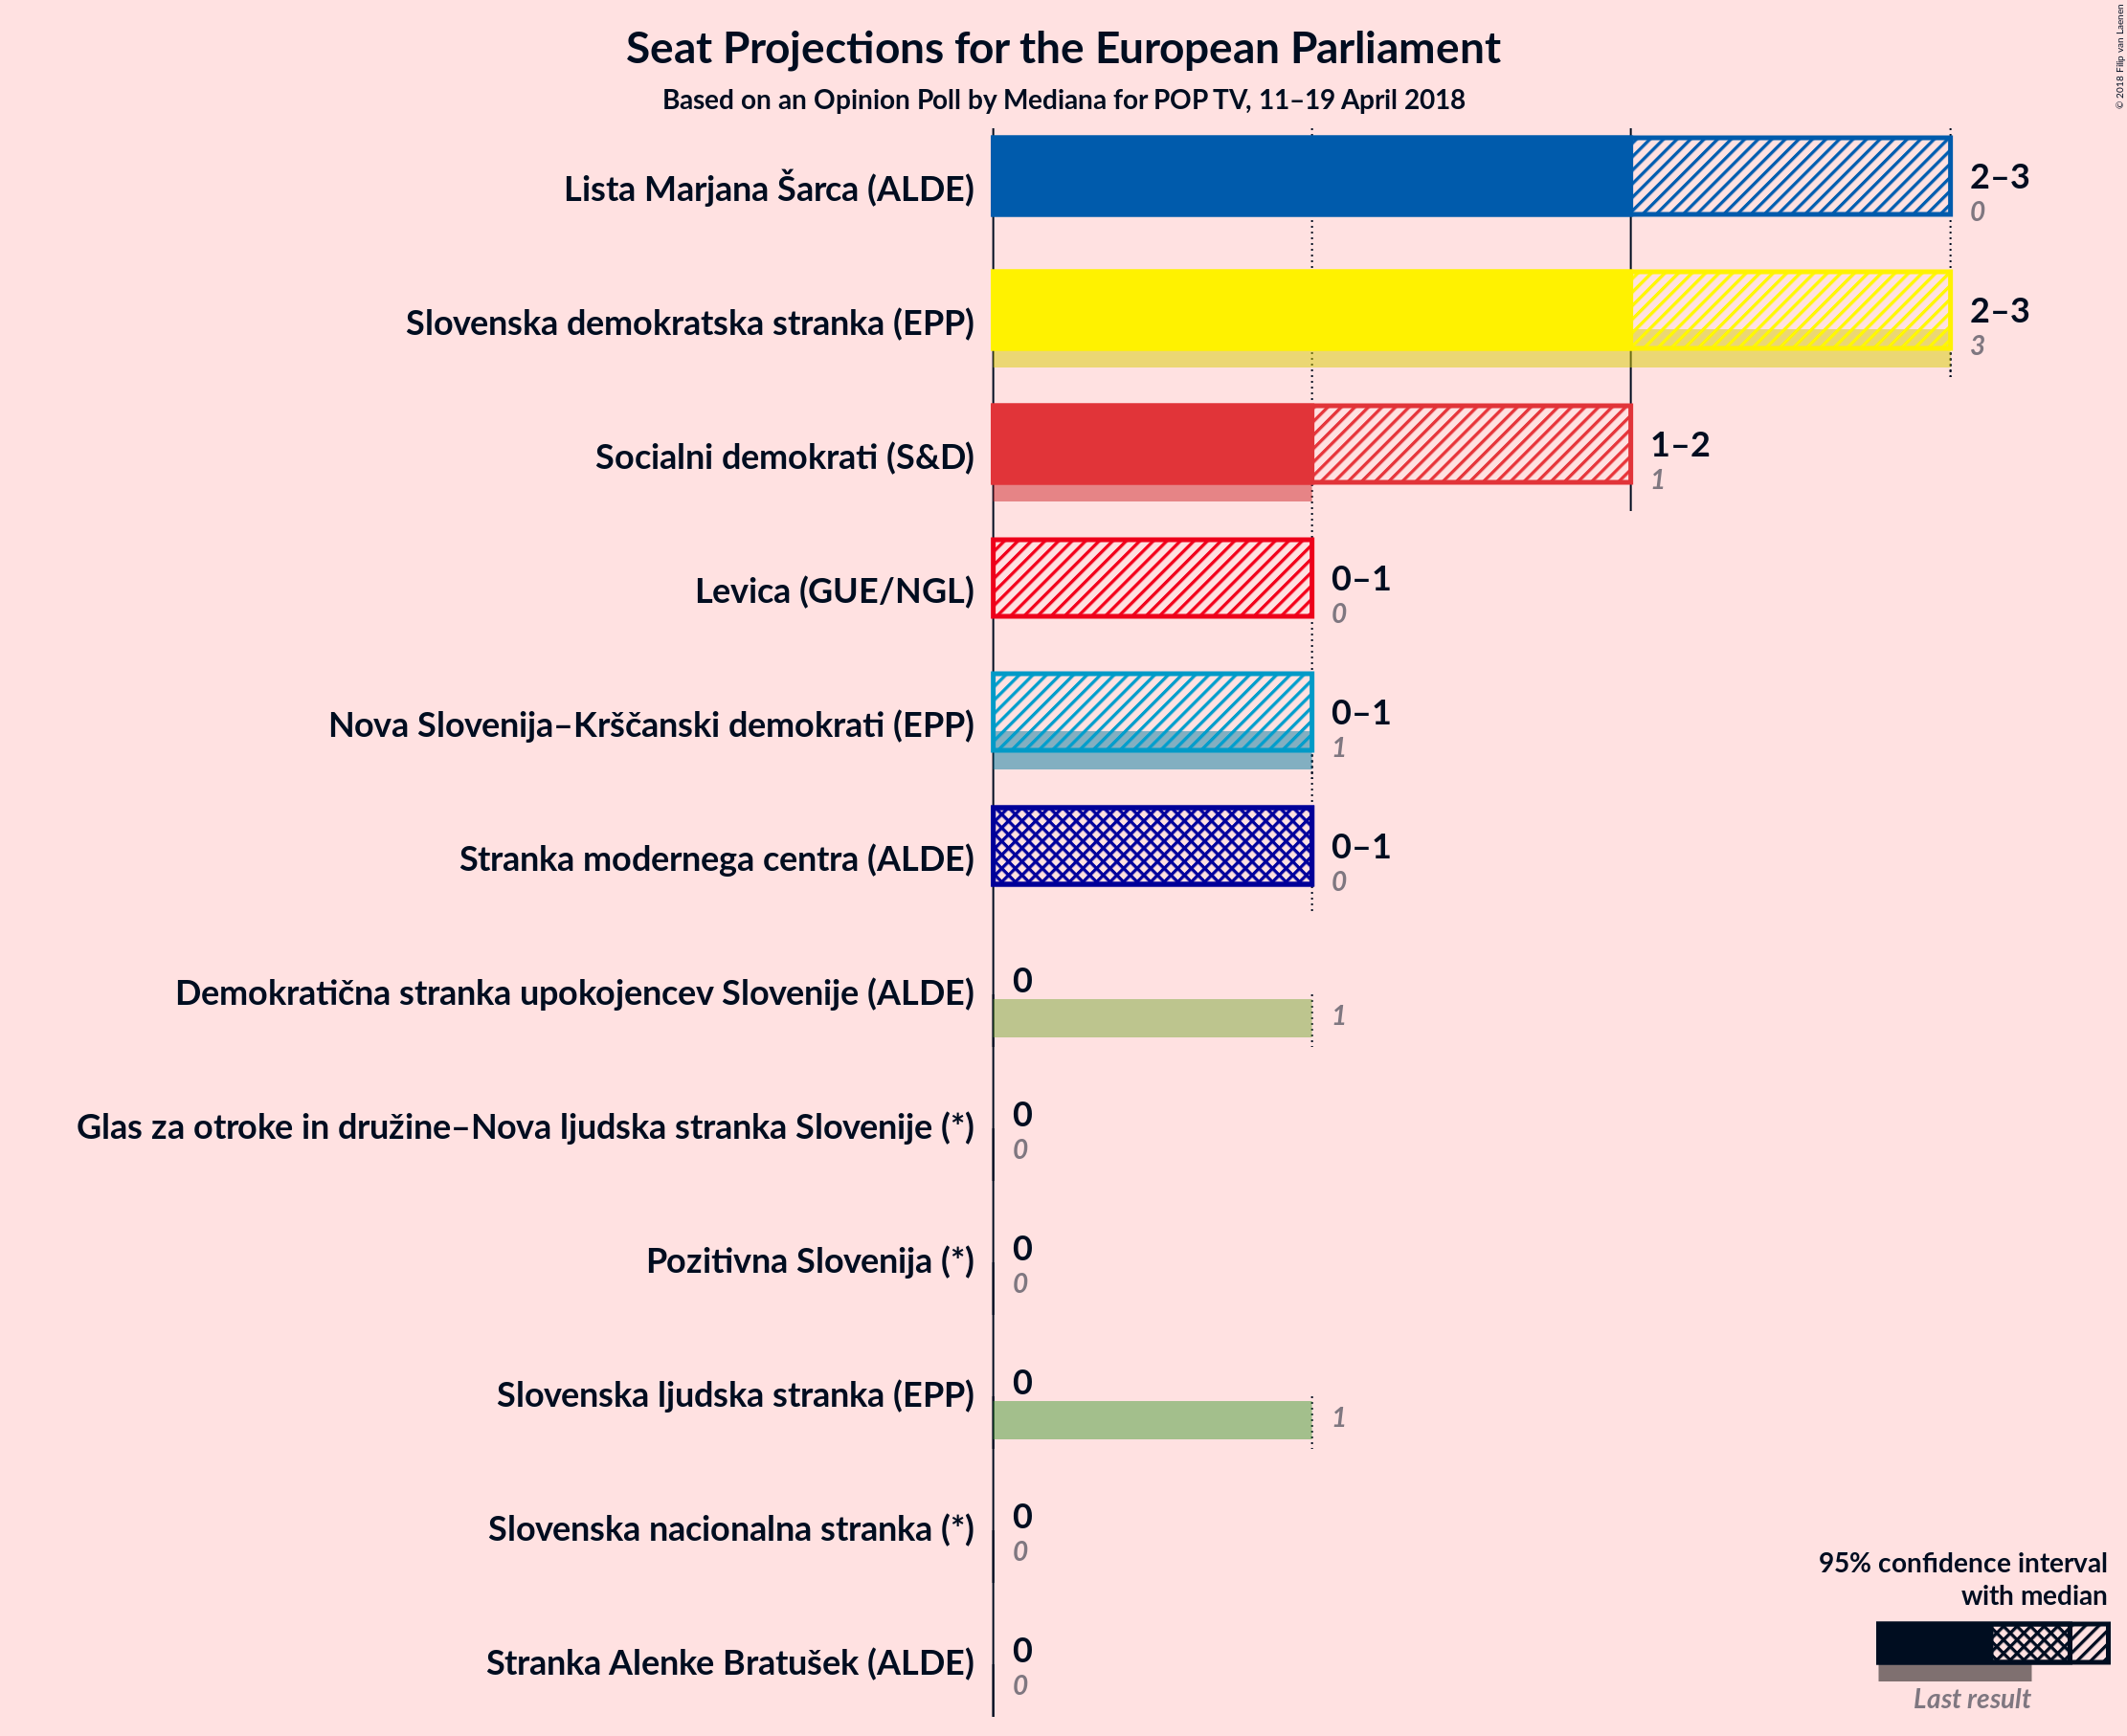 Seat Projections for the European Parliament
Based on an Opinion Poll by Mediana for POP TV, 11–19 April 2018
© 2018 Filip van Laenen
Lista Marjana Šarca (ALDE)
2–3
0
Slovenska demokratska stranka (EPP)
2–3
3
Socialni demokrati (S&D)
1–2
1
Levica (GUE/NGL)
0–1
0
Nova Slovenija–Krščanski demokrati (EPP)
0–1
1
Stranka modernega centra (ALDE)
0–1
0
Demokratična stranka upokojencev Slovenije (ALDE)
0
1
Glas za otroke in družine–Nova ljudska stranka Slovenije (*)
0
0
Pozitivna Slovenija (*)
0
0
Slovenska ljudska stranka (EPP)
0
1
Slovenska nacionalna stranka (*)
0
0
Stranka Alenke Bratušek (ALDE)
0
0
95% confidence interval
with median
Last result